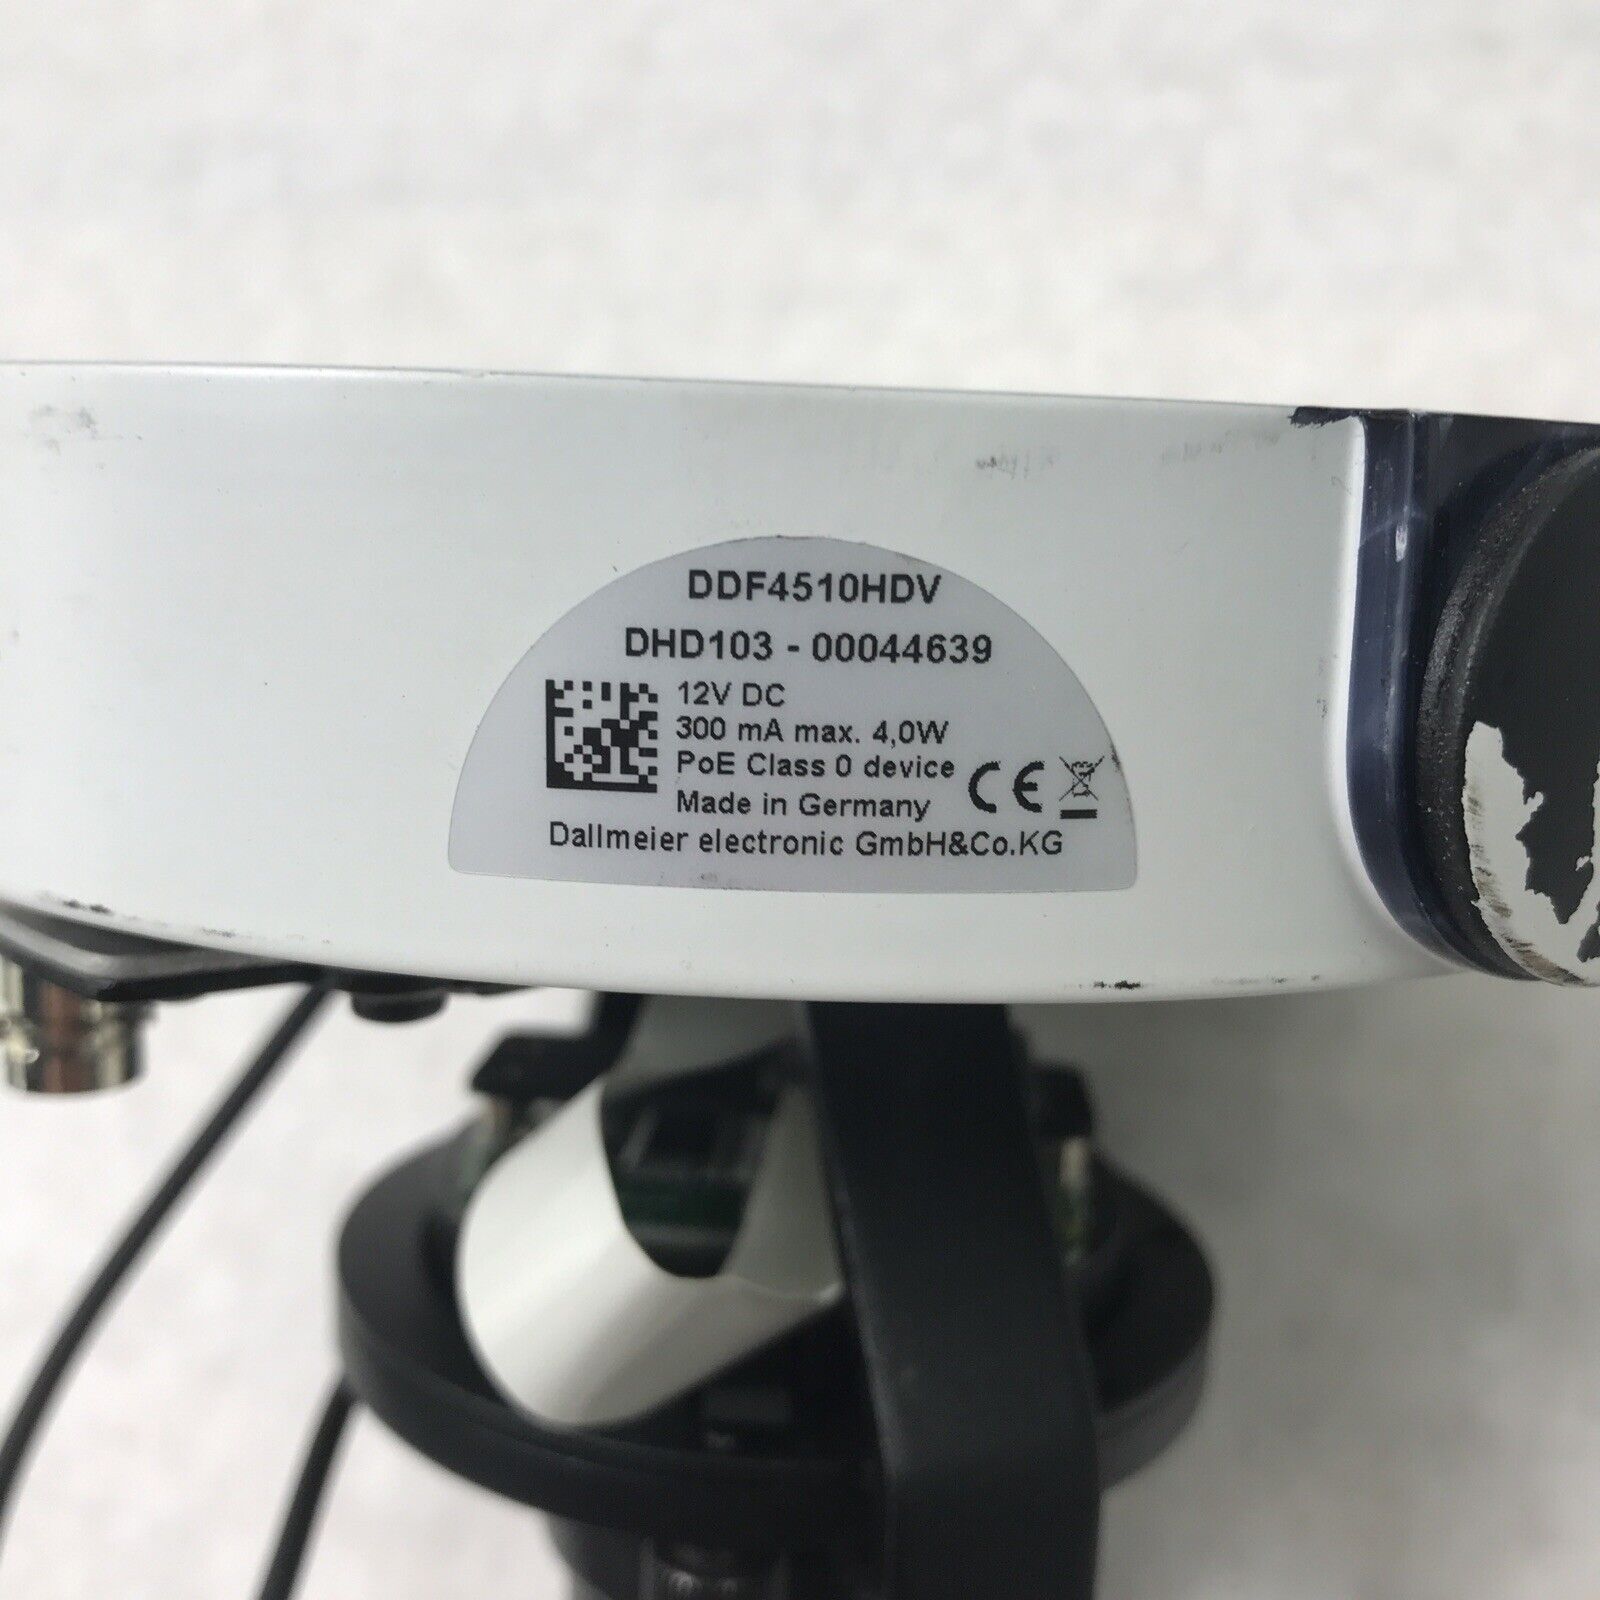 DDF4510HDV
DHD103 - 00044639
12V DC
300 mA max. 4,0W
PoE Class 0 device
Made in Germany
CE
Dallmeier electronic GmbH&Co.KG